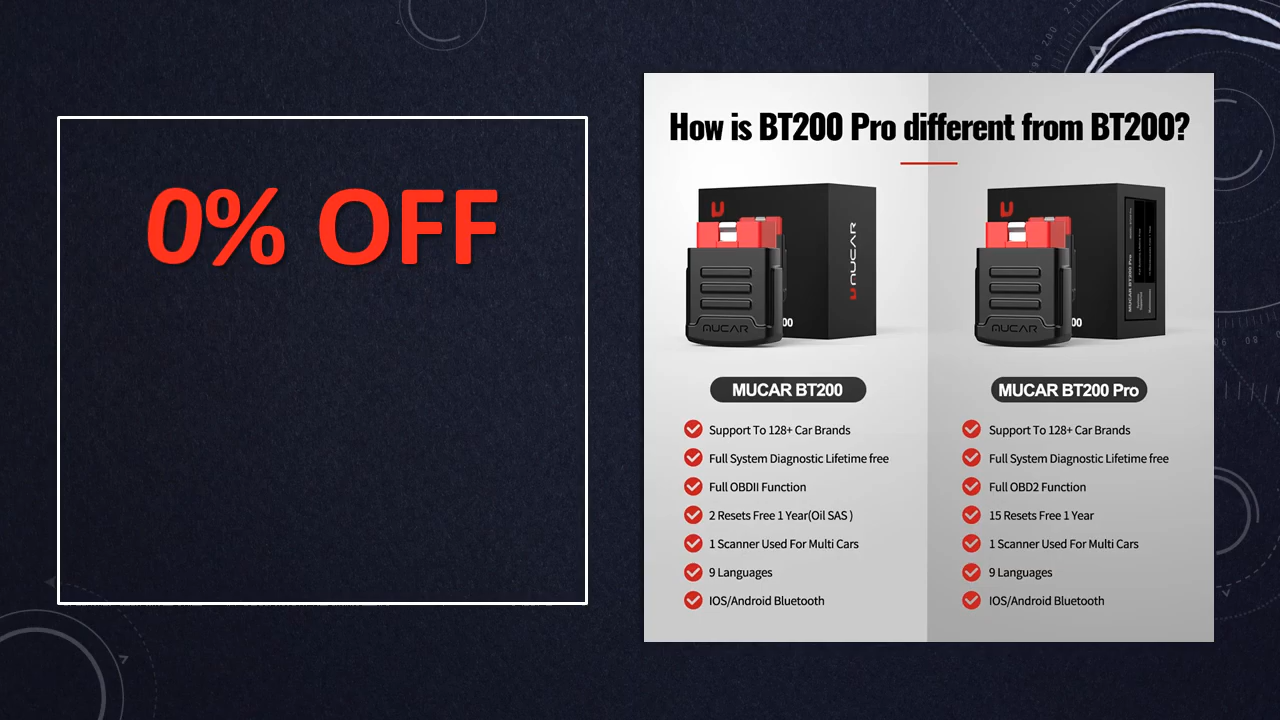 0% OFF
How is BT200 Pro different from BT200?
MUCAR
MUCAR
00
MUCAR
MUCAR BT200 Pro
00
MUCAR BT200
Support To 128+ Car Brands
Full System Diagnostic Lifetime free
Full OBDII Function
2 Resets Free 1 Year(Oil SAS )
1 Scanner Used For Multi Cars
9 Languages
IOS/Android Bluetooth
MUCAR BT200 Pro
Support To 128+ Car Brands
Full System Diagnostic Lifetime free
Full OBD2 Function
15 Resets Free 1 Year
1 Scanner Used For Multi Cars
9 Languages
IOS/Android Bluetooth